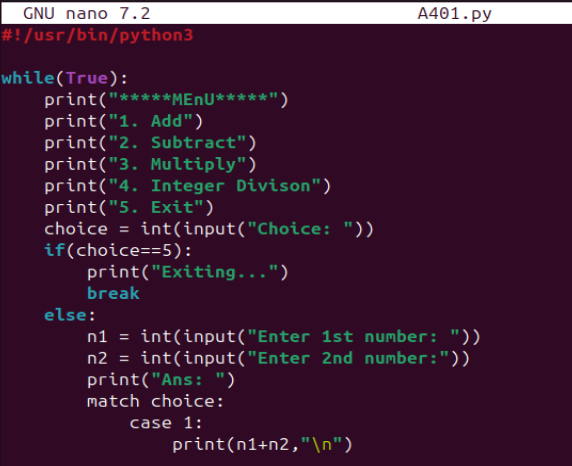 GNU nano 7.2 A401.py
#!/usr/bin/python3
while(True):
    print("*****MEnU*****")
    print("1. Add")
    print("2. Subtract")
    print("3. Multiply")
    print("4. Integer Divison")
    print("5. Exit")
    choice = int(input("Choice: "))
    if(choice==5):
        print("Exiting...")
        break
    else:
        n1 = int(input("Enter 1st number: "))
        n2 = int(input("Enter 2nd number:"))
        print("Ans: ")
        match choice:
            case 1:
                print(n1+n2,"\n")